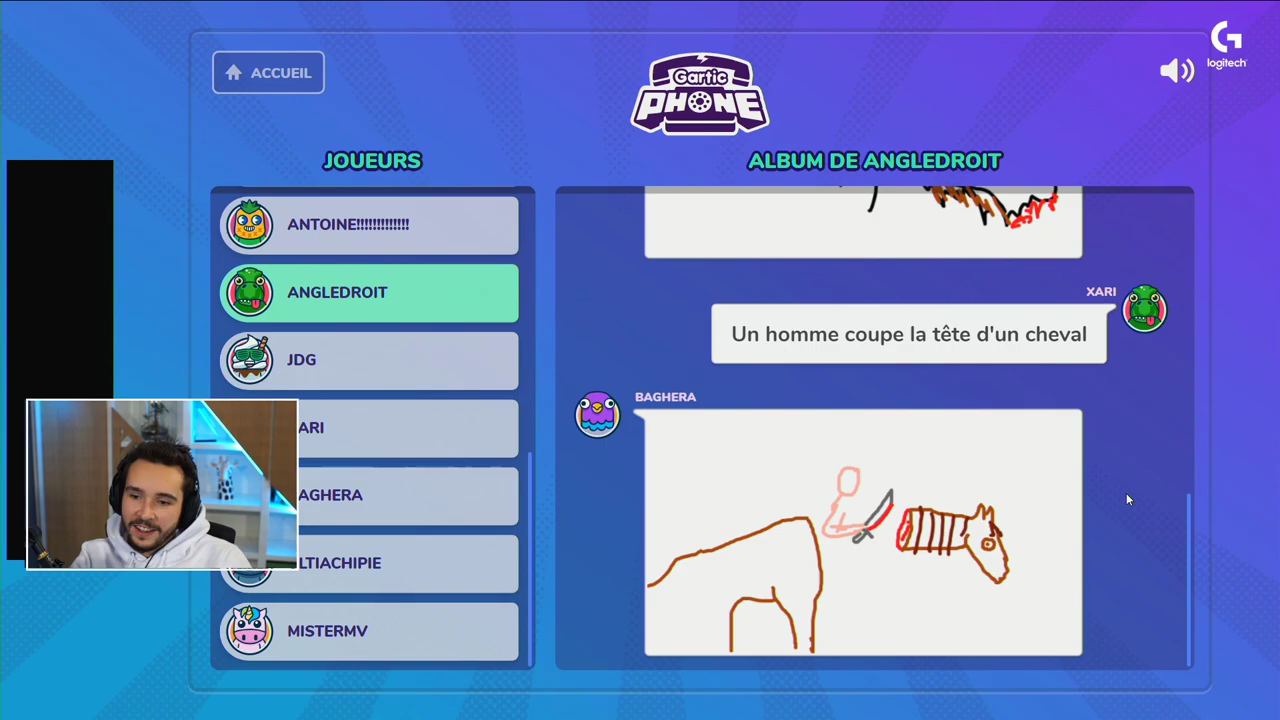 ACCUEIL
Gartic
PHONE
G
logitech
JOUEURS
ALBUM DE ANGLEDROIT
ANTOINE!!!!!!!!!!!!!
ANGLEDROIT
JDG
ARI
AGHERA
LTIACHIPIE
MISTERMV
XARI
Un homme coupe la tête d'un cheval
BAGHERA